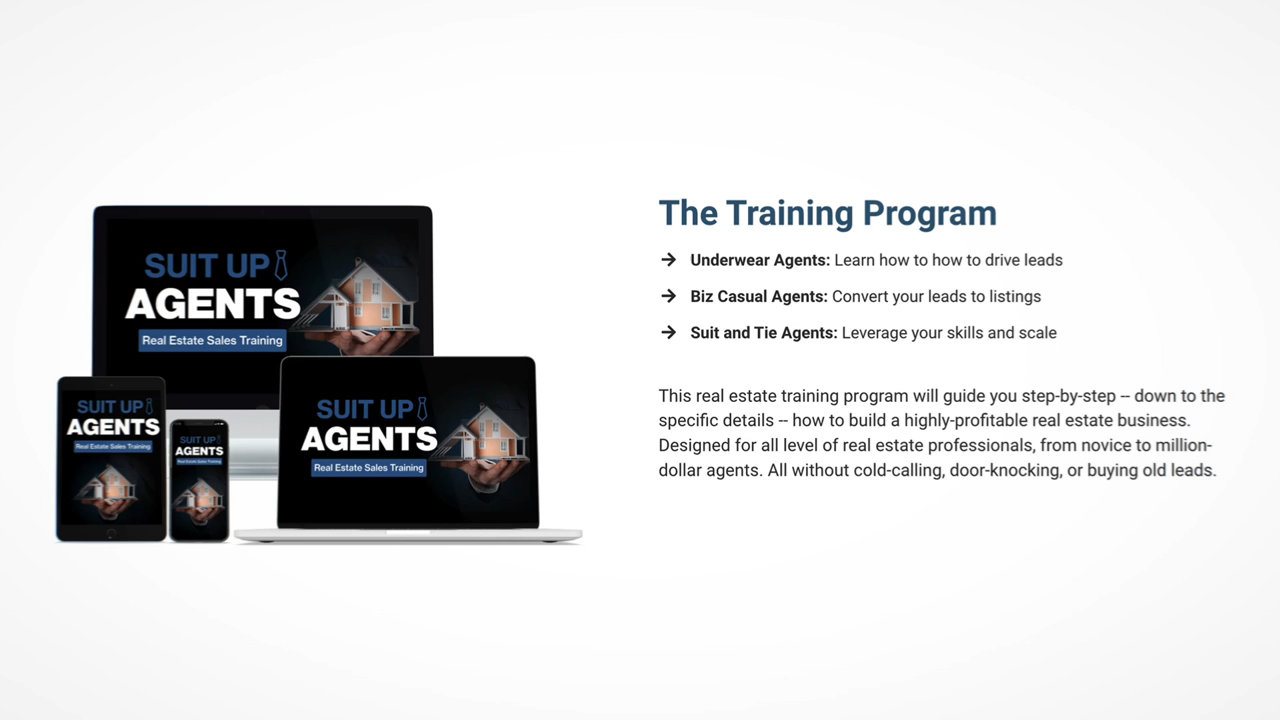 SUIT UP
AGENTS
Real Estate Sales Training
SUIT UP
AGENTS
Real Estate Sales Training
SUIT UP
AGENTS
Real Estate Sales Training
SUIT UP
AGENTS
Real Estate Sales Training
The Training Program
Underwear Agents: Learn how to how to drive leads
Biz Casual Agents: Convert your leads to listings
Suit and Tie Agents: Leverage your skills and scale
This real estate training program will guide you step-by-step -- down to the
specific details -- how to build a highly-profitable real estate business.
Designed for all level of real estate professionals, from novice to million-
dollar agents. All without cold-calling, door-knocking, or buying old leads.